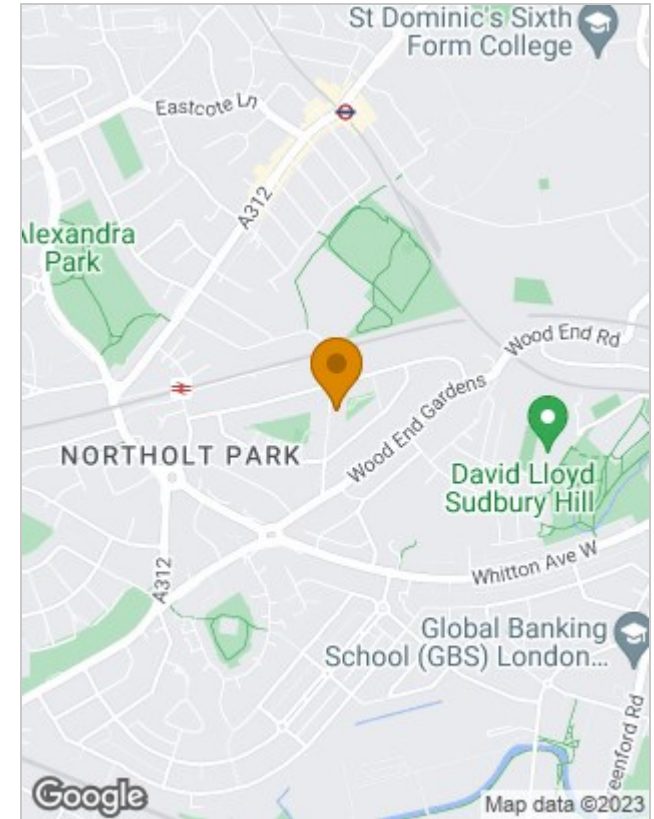 St Dominic's Sixth
Form College
Eastcote Ln
A312
Alexandra
Park
Wood End Rd
Wood End Gardens
NORTHOLT PARK
David Lloyd
Sudbury Hill
Whitton Ave W
A312
Global Banking
School (GBS) London...
eenford Rd
Google
Map data ©2023